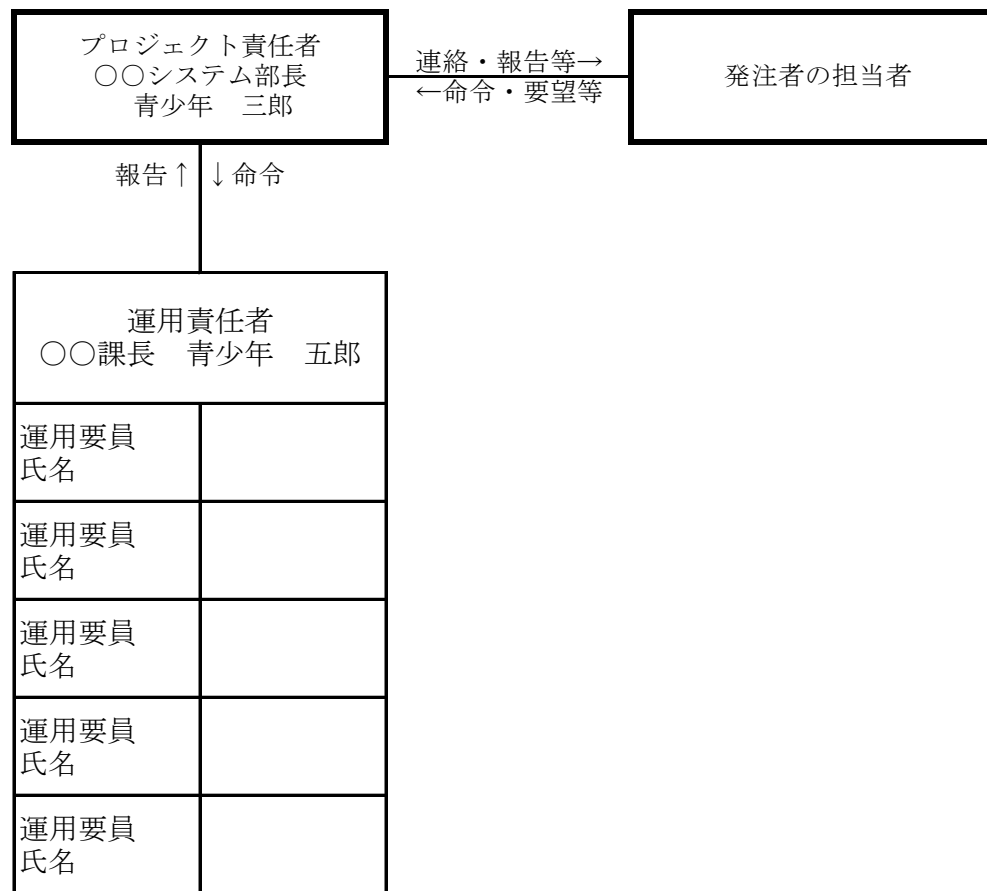 プロジェクト責任者
○○システム部長
青少年　三郎
連絡・報告等→
←命令・要望等
発注者の担当者
報告↑
↓命令
運用責任者
○○課長　青少年　五郎
運用要員
氏名
運用要員
氏名
運用要員
氏名
運用要員
氏名
運用要員
氏名